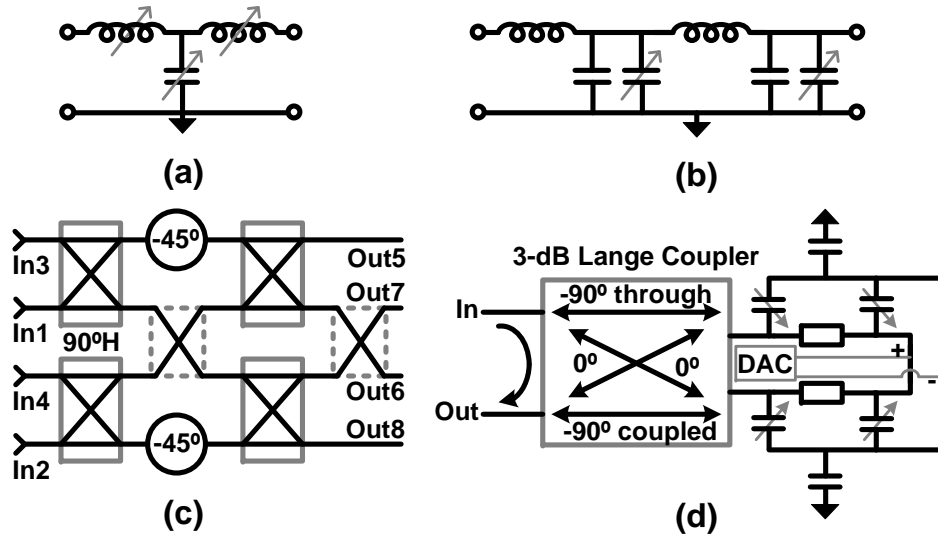 (a)
(b)
In3
-45º
Out5
In1
Out7
90ºH
In4
Out6
In2
-45º
Out8
(c)
3-dB Lange Coupler
In
-90º through
0º
0º
DAC
+
-
Out
-90º coupled
(d)